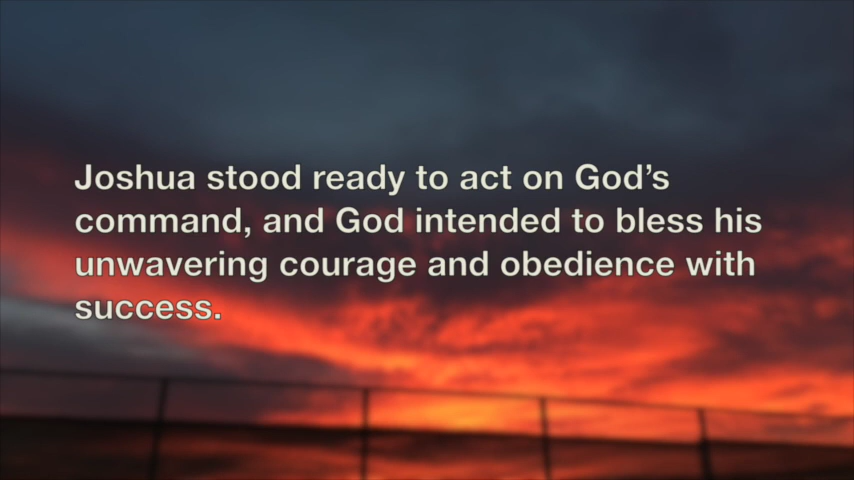 Joshua stood ready to act on God’s
command, and God intended to bless his
unwavering courage and obedience with
success.